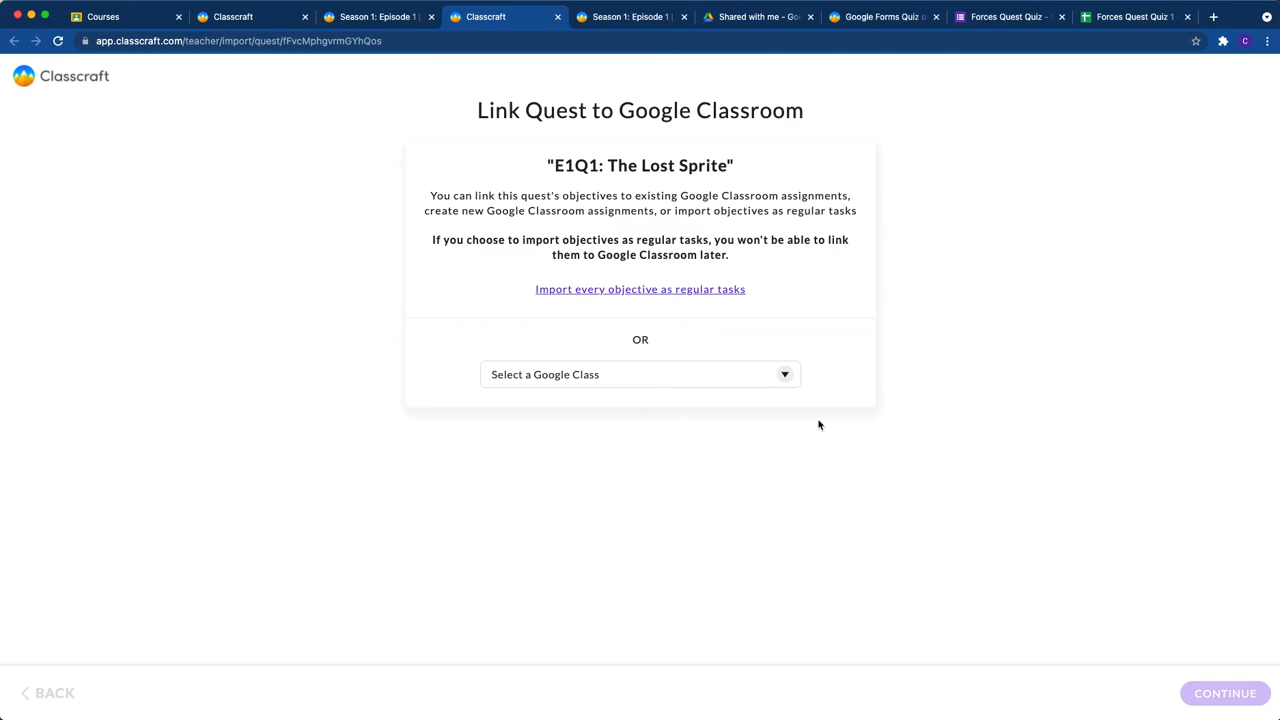 Courses
Classcraft
Season 1: Episode 1
Classcraft
Season 1: Episode 1
Shared with me - Goo
Google Forms Quiz o
Forces Quest Quiz -
Forces Quest Quiz 1
app.classcraft.com/teacher/import/quest/fFvcMphgvrmGYhQos
C
Classcraft
Link Quest to Google Classroom
"E1Q1: The Lost Sprite"
You can link this quest's objectives to existing Google Classroom assignments,
create new Google Classroom assignments, or import objectives as regular tasks
If you choose to import objectives as regular tasks, you won't be able to link
them to Google Classroom later.
Import every objective as regular tasks
OR
Select a Google Class
BACK
CONTINUE